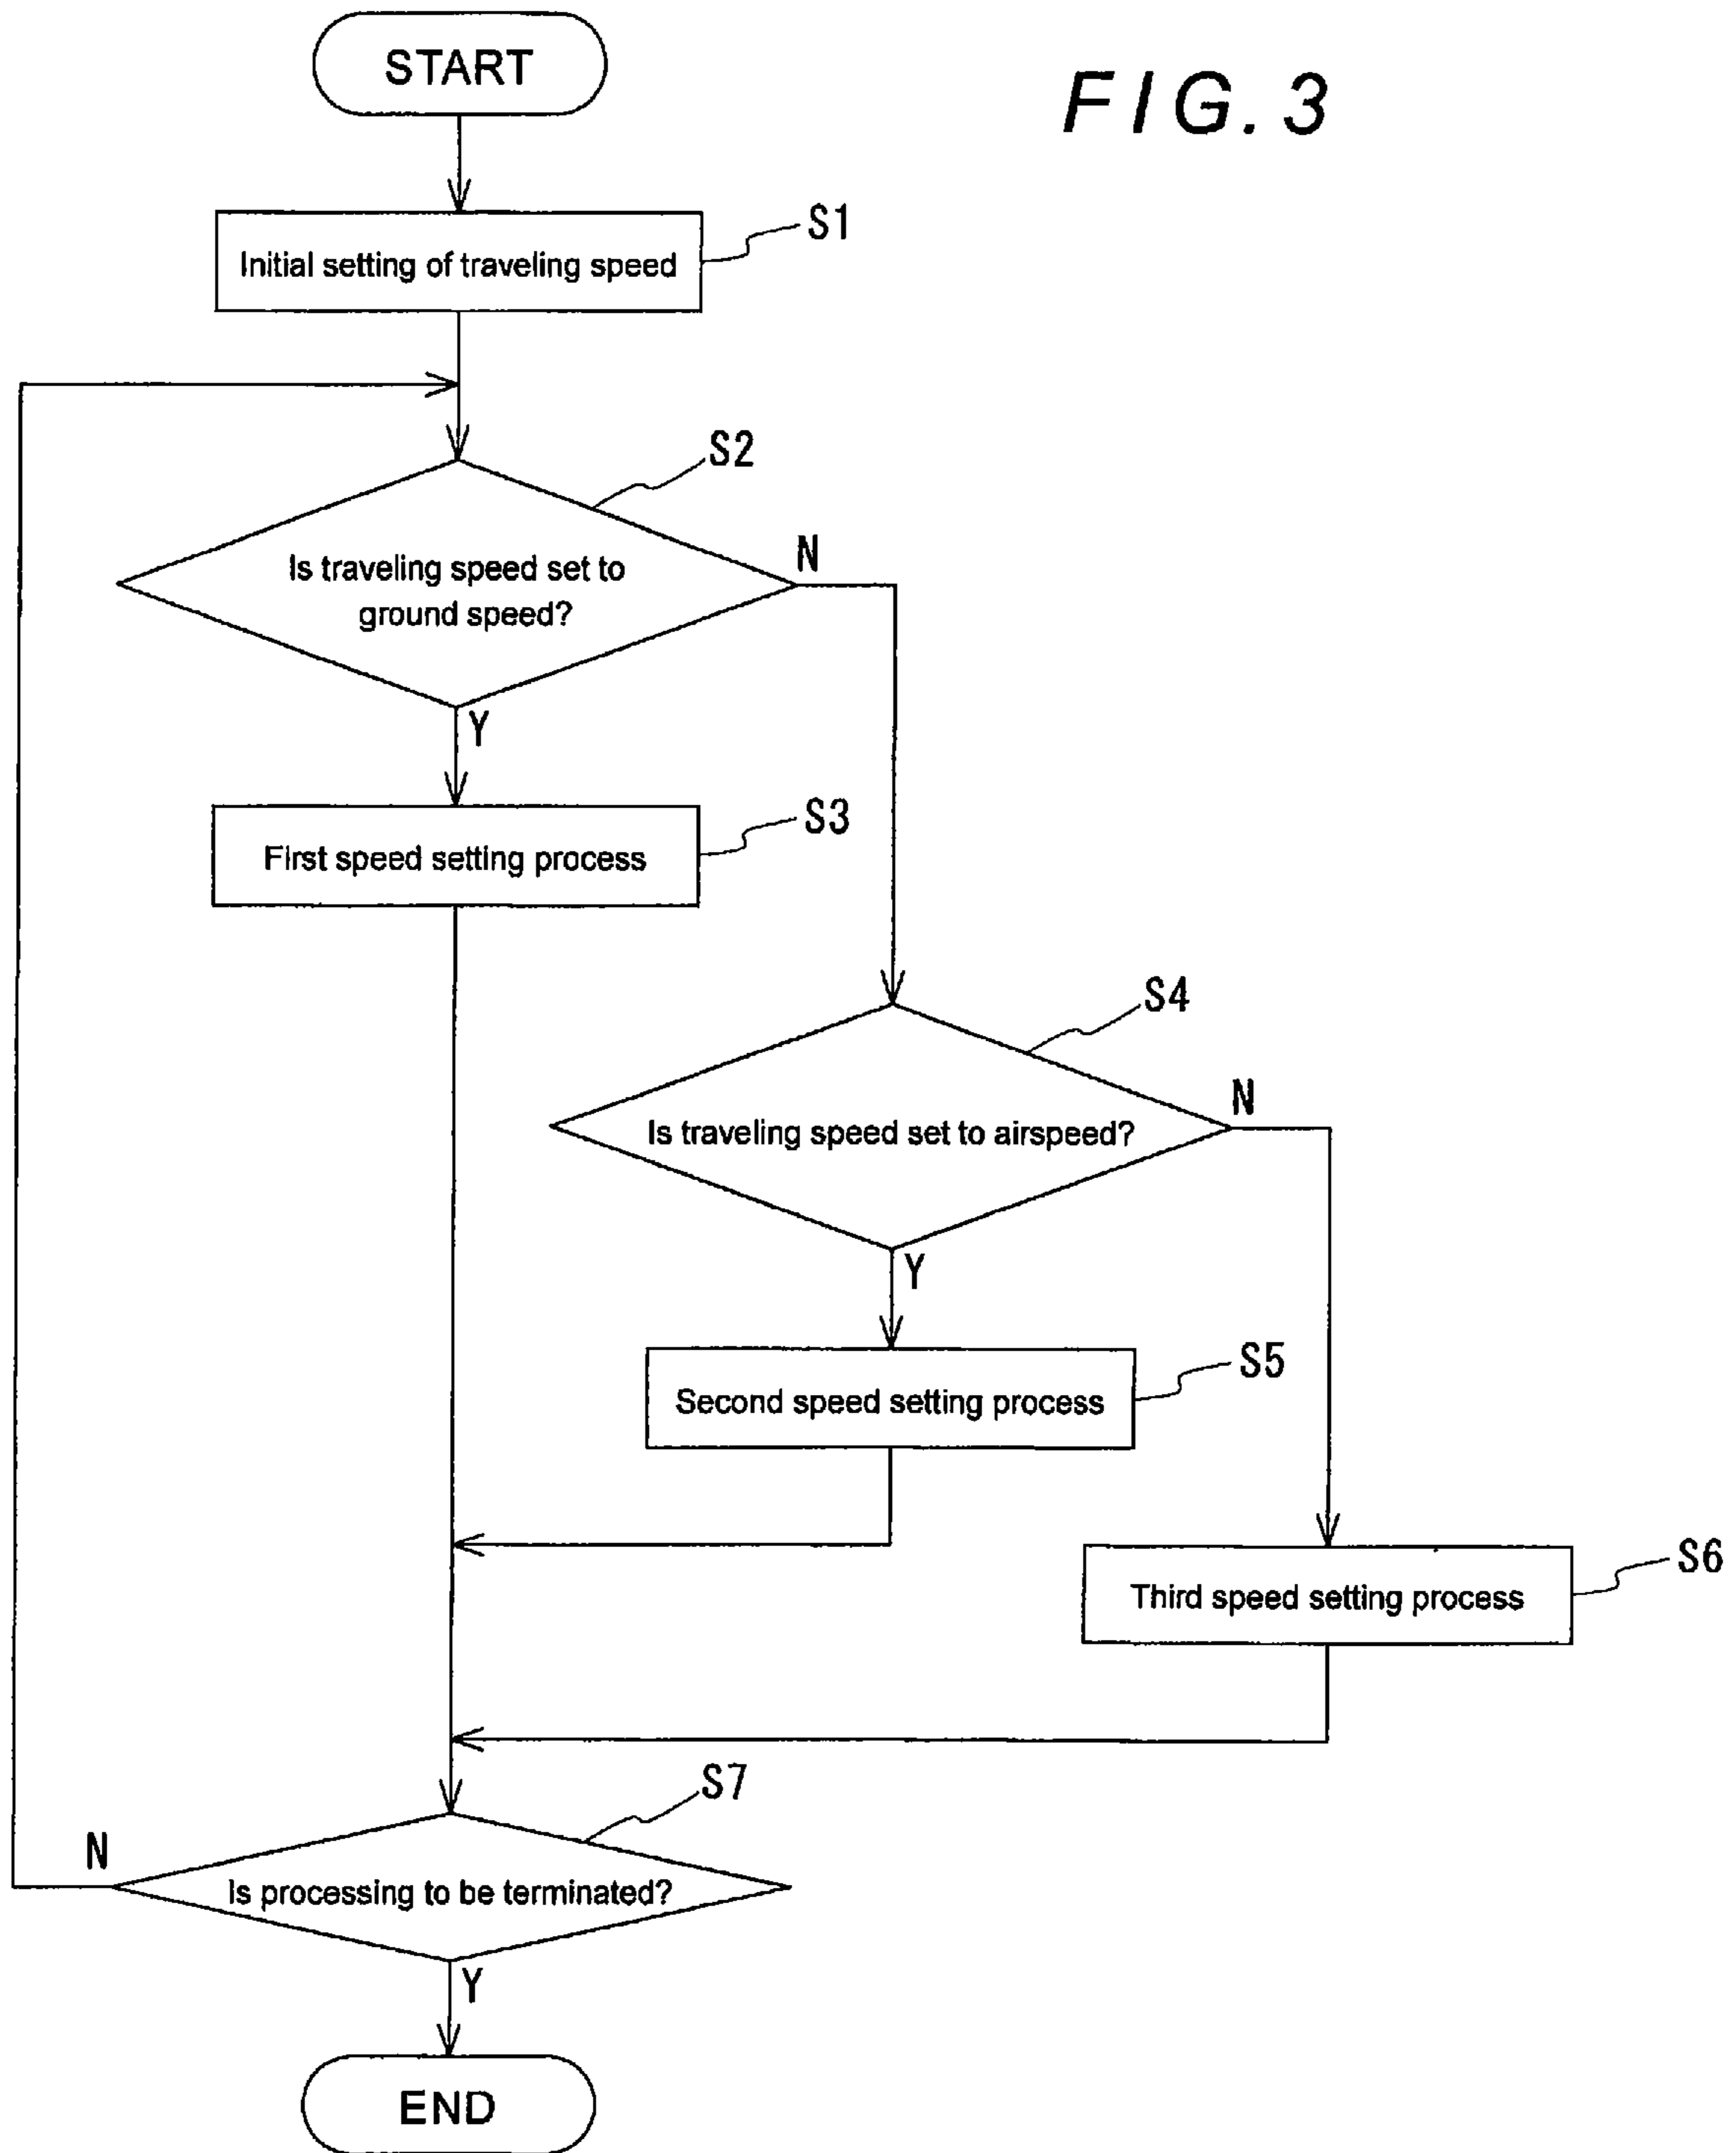 START
FIG. 3
S1
Initial setting of traveling speed
S2
N
Is traveling speed set to
ground speed?
Y
S3
First speed setting process
S4
N
Is traveling speed set to airspeed?
Y
S5
Second speed setting process
S6
Third speed setting process
S7
N
Is processing to be terminated?
Y
END